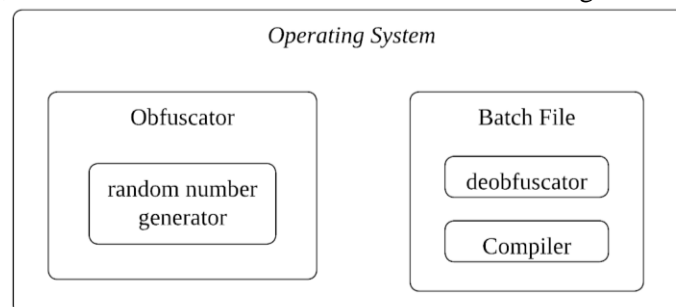 Operating System
Obfuscator
random number
generator
Batch File
deobfuscator
Compiler